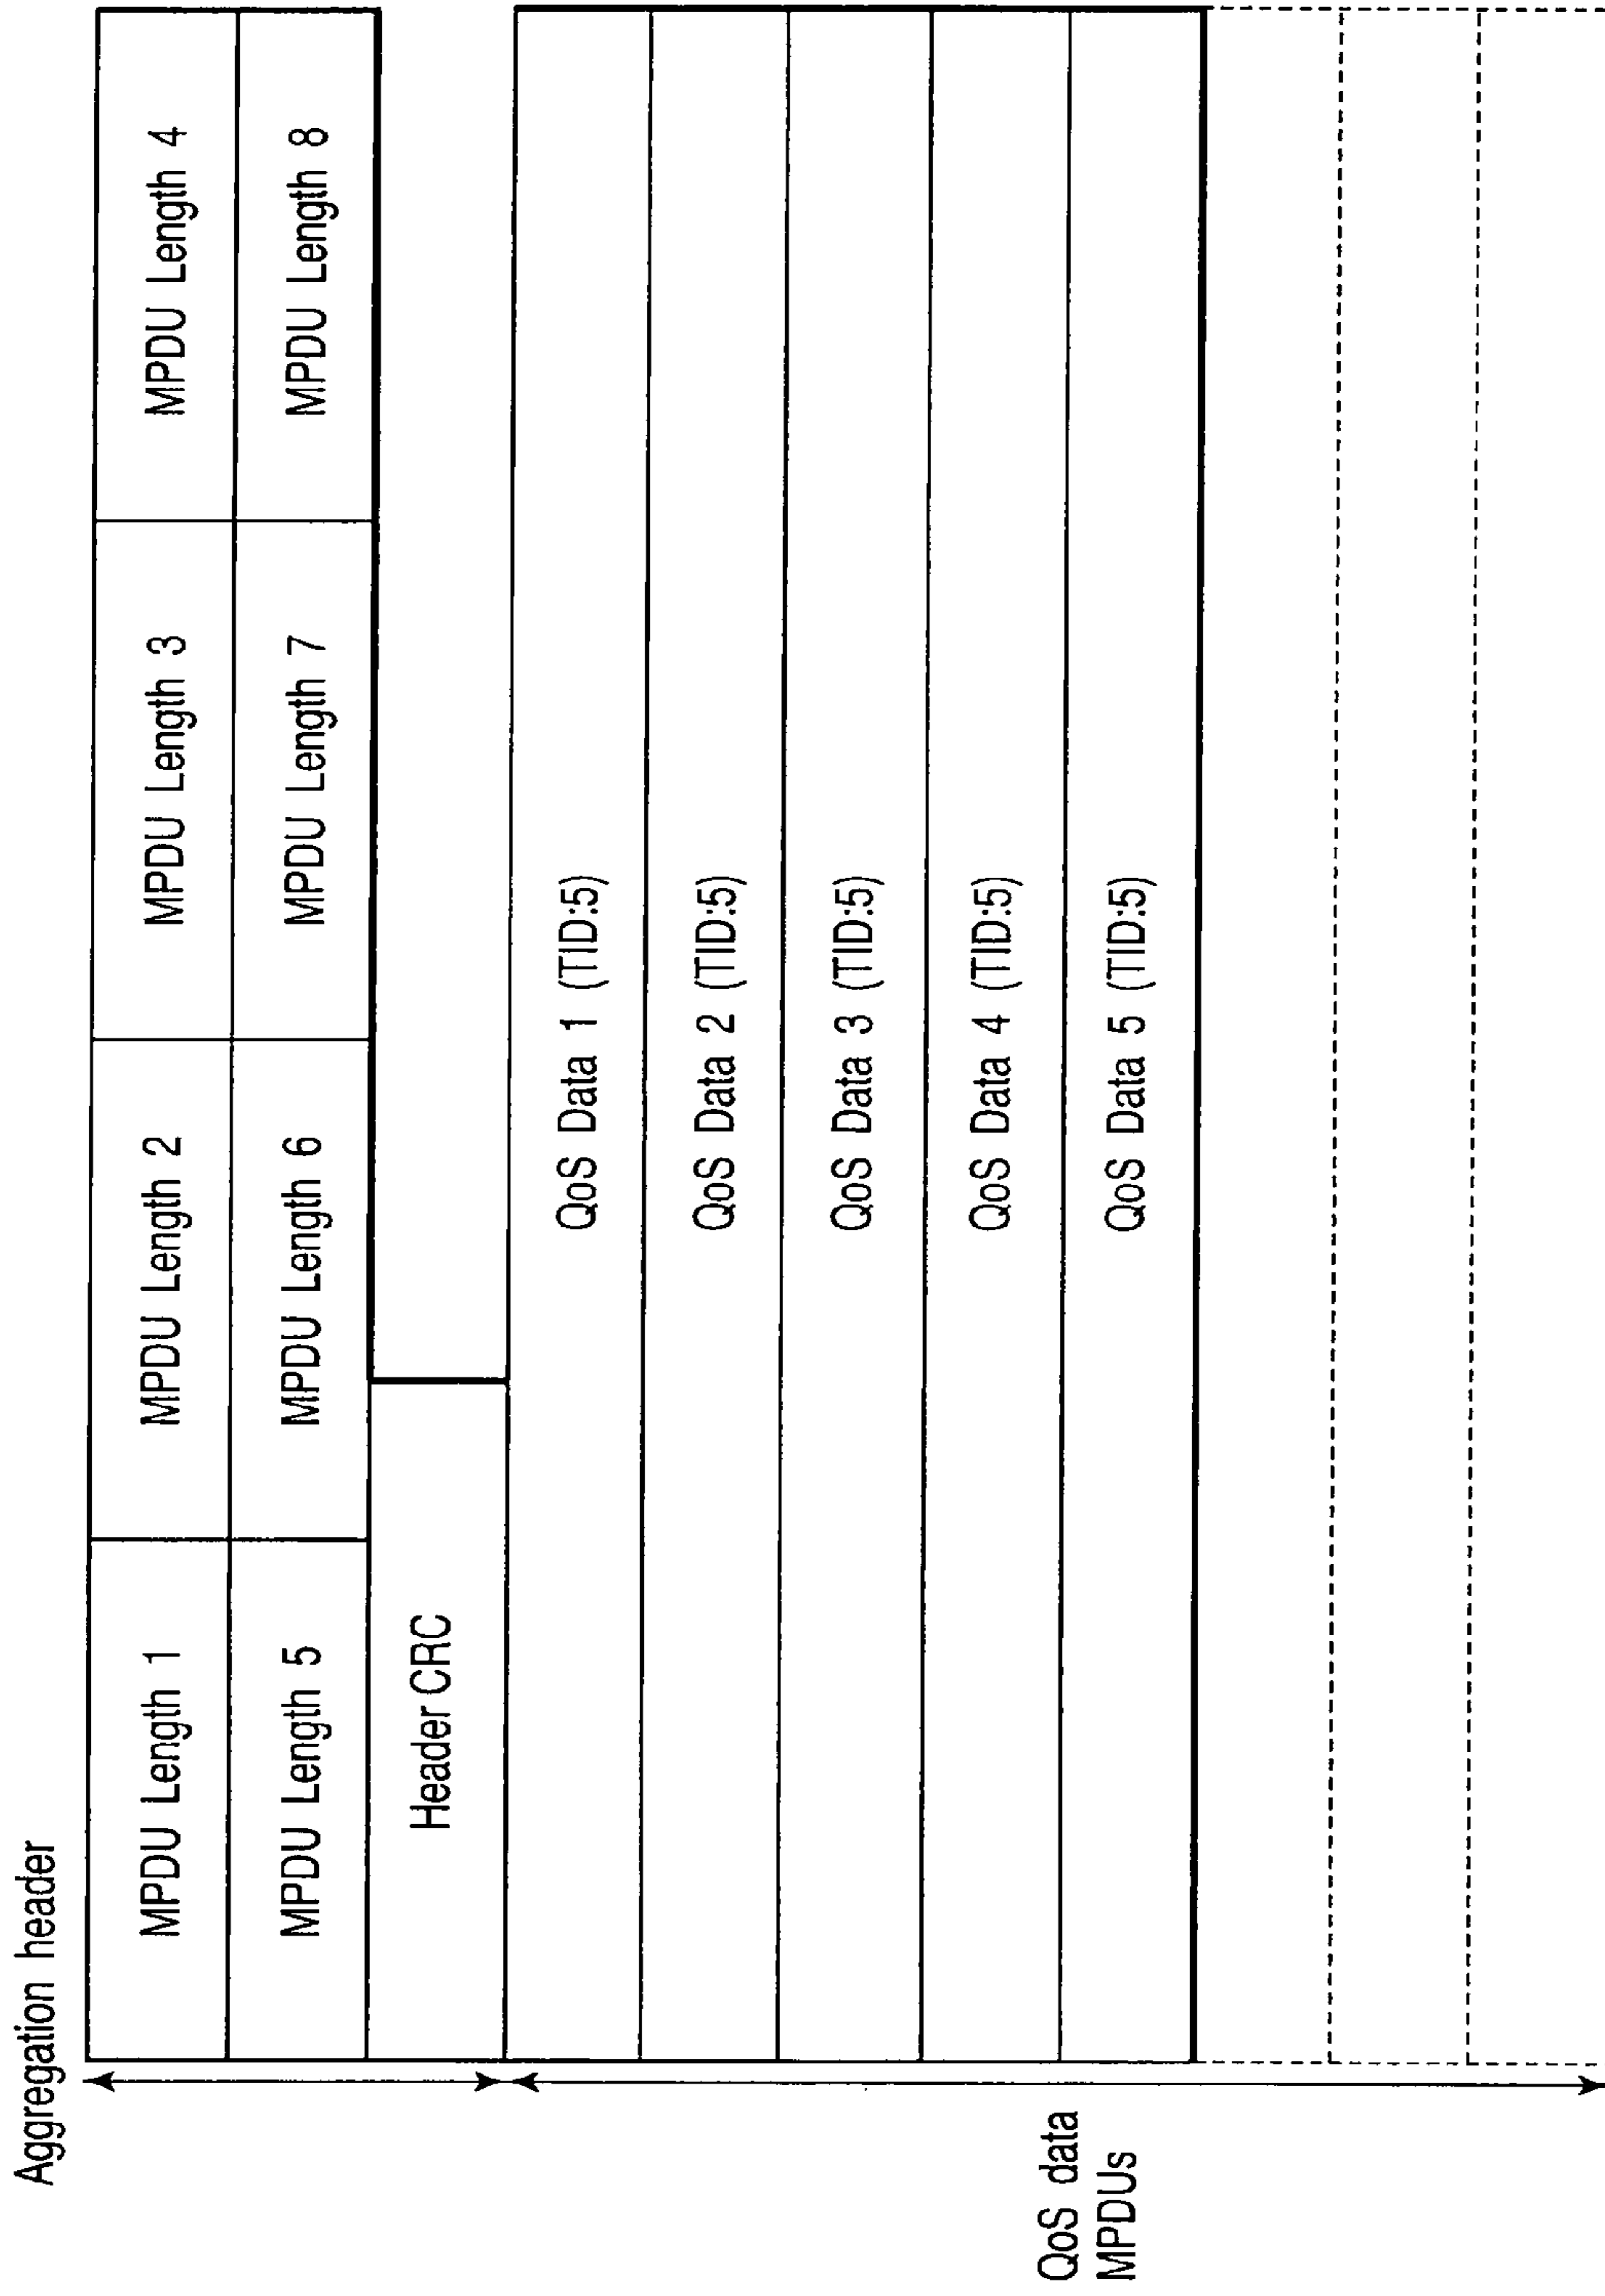 Aggregation header
MPDU Length 1
MPDU Length 2
MPDU Length 3
MPDU Length 4
MPDU Length 5
MPDU Length 6
MPDU Length 7
MPDU Length 8
Header CRC
QoS data
MPDUs
QoS Data 1 (TID:5)
QoS Data 2 (TID:5)
QoS Data 3 (TID:5)
QoS Data 4 (TID:5)
QoS Data 5 (TID:5)